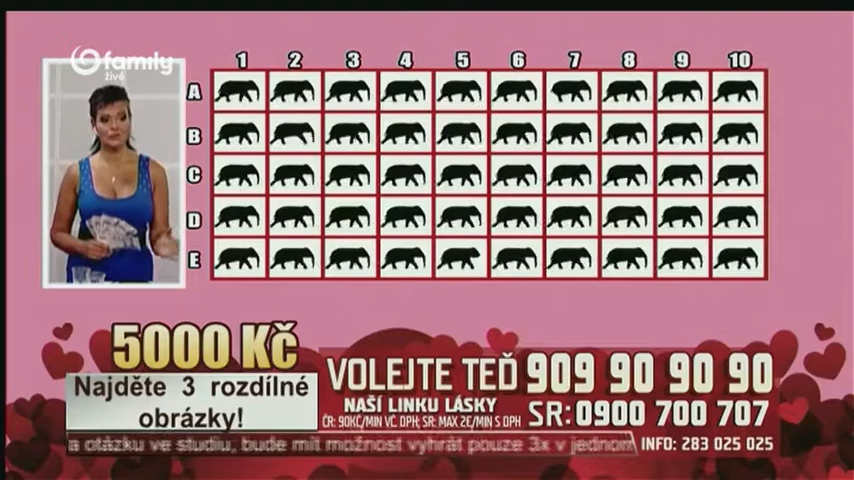 family
živě
1 2 3 4 5 6 7 8 9 10
A
B
C
D
E
5000 Kč
Najděte 3 rozdílné
obrázky!
VOLEJTE TEĎ 909 90 90 90
NAŠÍ LINKU LÁSKY
ČR: 90KČ/MIN VČ. DPH; SR: MAX 2€/MIN S DPH
SR: 0900 700 707
a otázku ve studiu, bude mít možnost vyhrát pouze 3x v jednom
INFO: 283 025 025